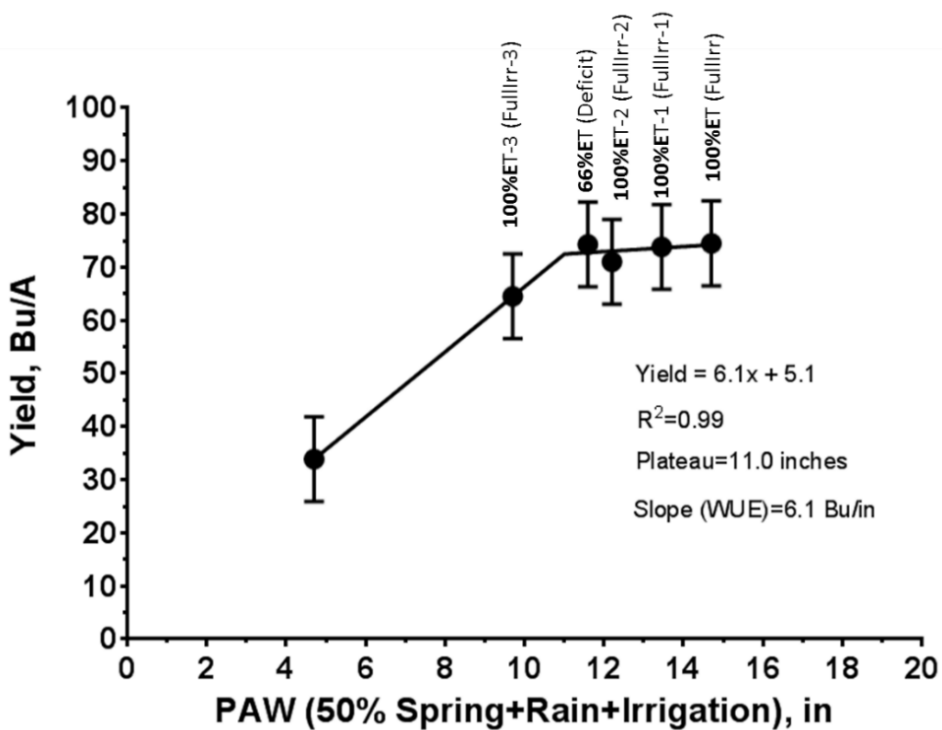 100%ET-3 (FullIrr-3)
66%ET (Deficit)
100%ET-2 (FullIrr-2)
100%ET-1 (FullIrr-1)
100%ET (FullIrr)
Yield, Bu/A
100
90
80
70
60
50
40
30
20
10
0
Yield = 6.1x + 5.1
R²=0.99
Plateau=11.0 inches
Slope (WUE)=6.1 Bu/in
0 2 4 6 8 10 12 14 16 18 20
PAW (50% Spring+Rain+Irrigation), in